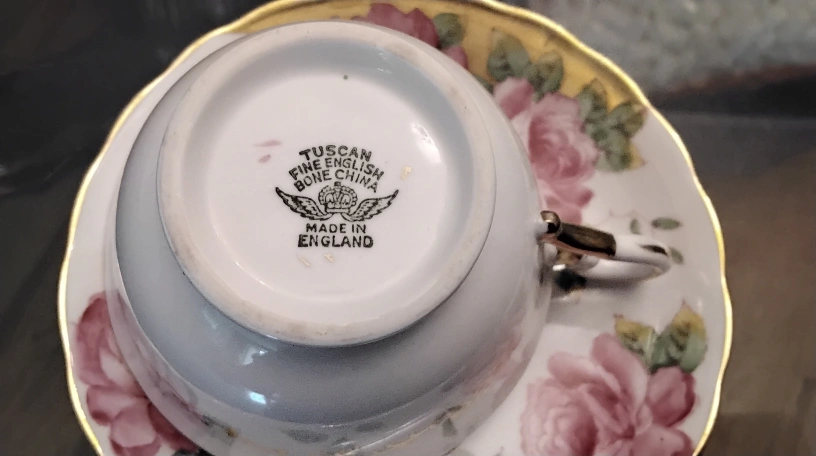 TUSCAN
FINE ENGLISH
BONE CHINA
MADE IN
ENGLAND